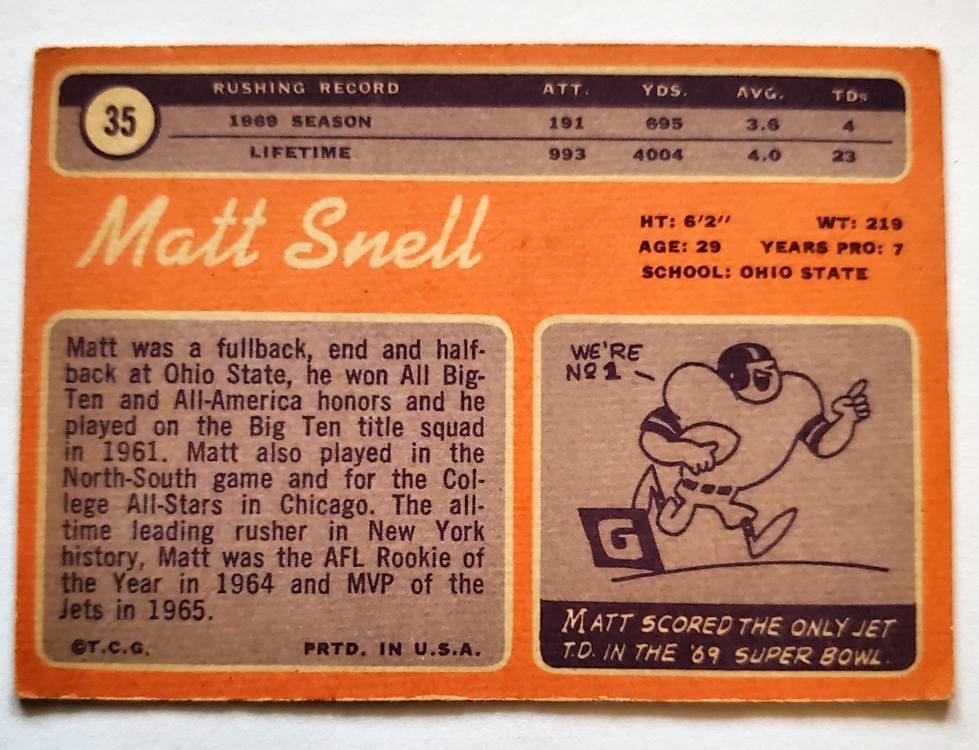 RUSHING RECORD ATT. YDS. AVG. TDs
35
1969 SEASON 191 695 3.6 4
LIFETIME 993 4004 4.0 23
Matt Snell
HT: 6'2" WT: 219
AGE: 29 YEARS PRO: 7
SCHOOL: OHIO STATE
Matt was a fullback, end and half-
back at Ohio State, he won All Big-
Ten and All-America honors and he
played on the Big Ten title squad
in 1961. Matt also played in the
North-South game and for the Col-
lege All-Stars in Chicago. The all-
time leading rusher in New York
history, Matt was the AFL Rookie of
the Year in 1964 and MVP of the
Jets in 1965.
©T.C.G. PRTD. IN U.S.A.
WE'RE
Nº 1
G
MATT SCORED THE ONLY JET
T.D. IN THE '69 SUPER BOWL.